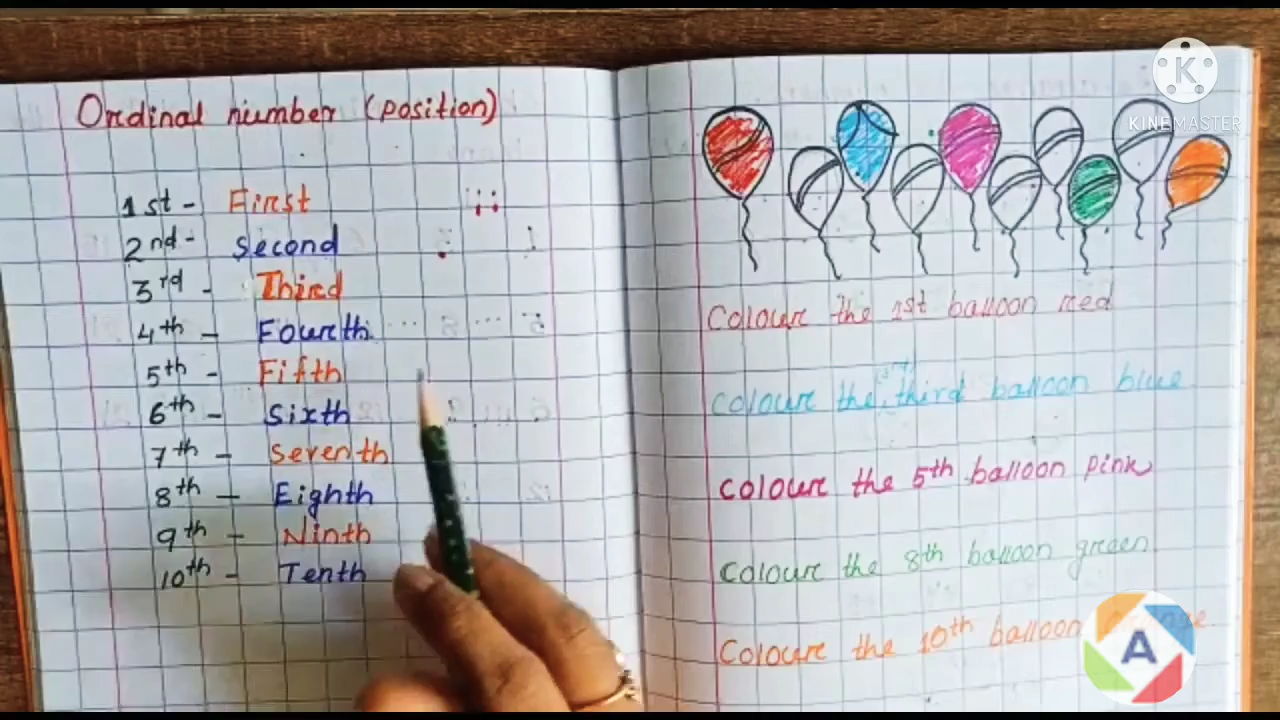 Ordinal number (position)
1st - First
2nd - Second
3rd - Third
4th - Fourth
5th - Fifth
6th - Sixth
7th - Seventh
8th - Eighth
9th - Ninth
10th - Tenth
K
KINEMASTER
Colour the 1st balloon red
(3rd)
Colour the third balloon blue
Colour the 5th balloon pink
Colour the 8th balloon green
Colour the 10th balloon orange
A